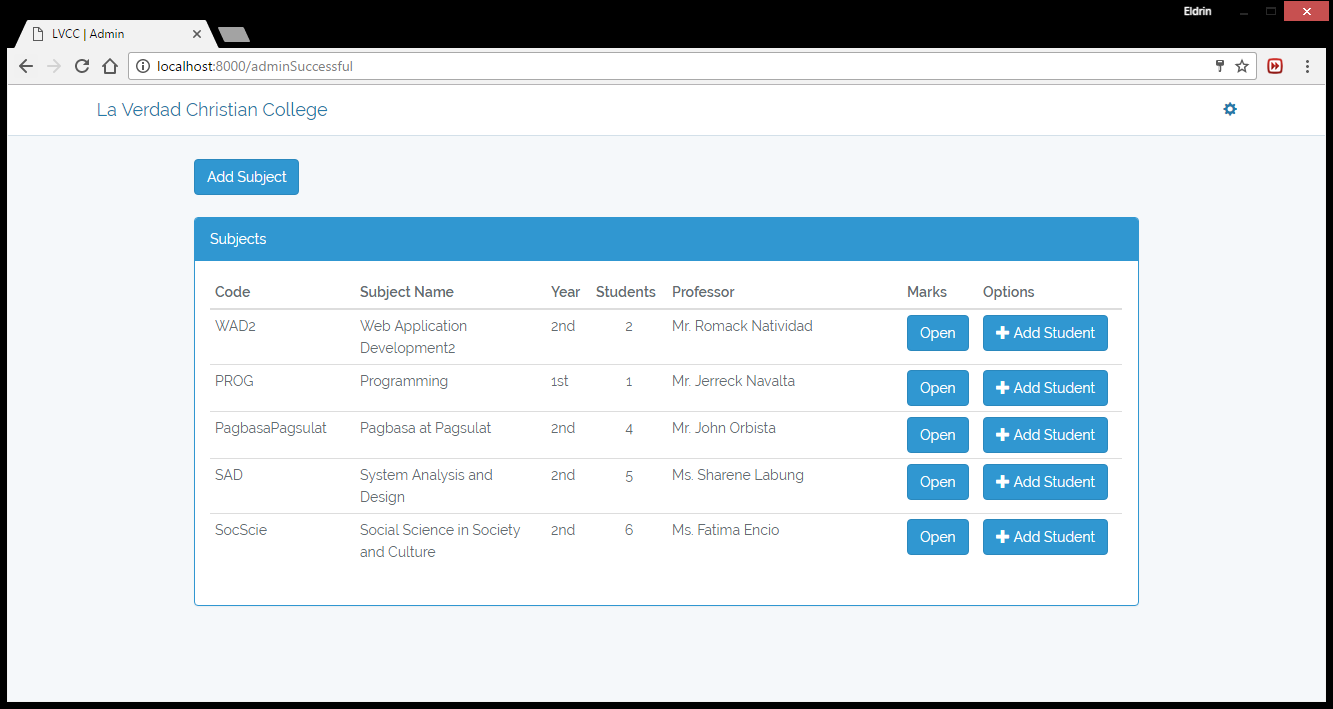 Eldrin
LVCC | Admin
localhost:8000/adminSuccessful
La Verdad Christian College
Add Subject
Subjects
Code Subject Name Year Students Professor Marks Options
WAD2 Web Application 2nd 2 Mr. Romack Natividad Open Add Student
Development2
PROG Programming 1st 1 Mr. Jerreck Navalta Open Add Student
PagbasaPagsulat Pagbasa at Pagsulat 2nd 4 Mr. John Orbista Open Add Student
SAD System Analysis and 2nd 5 Ms. Sharene Labung Open Add Student
Design
SocScie Social Science in Society 2nd 6 Ms. Fatima Encio Open Add Student
and Culture